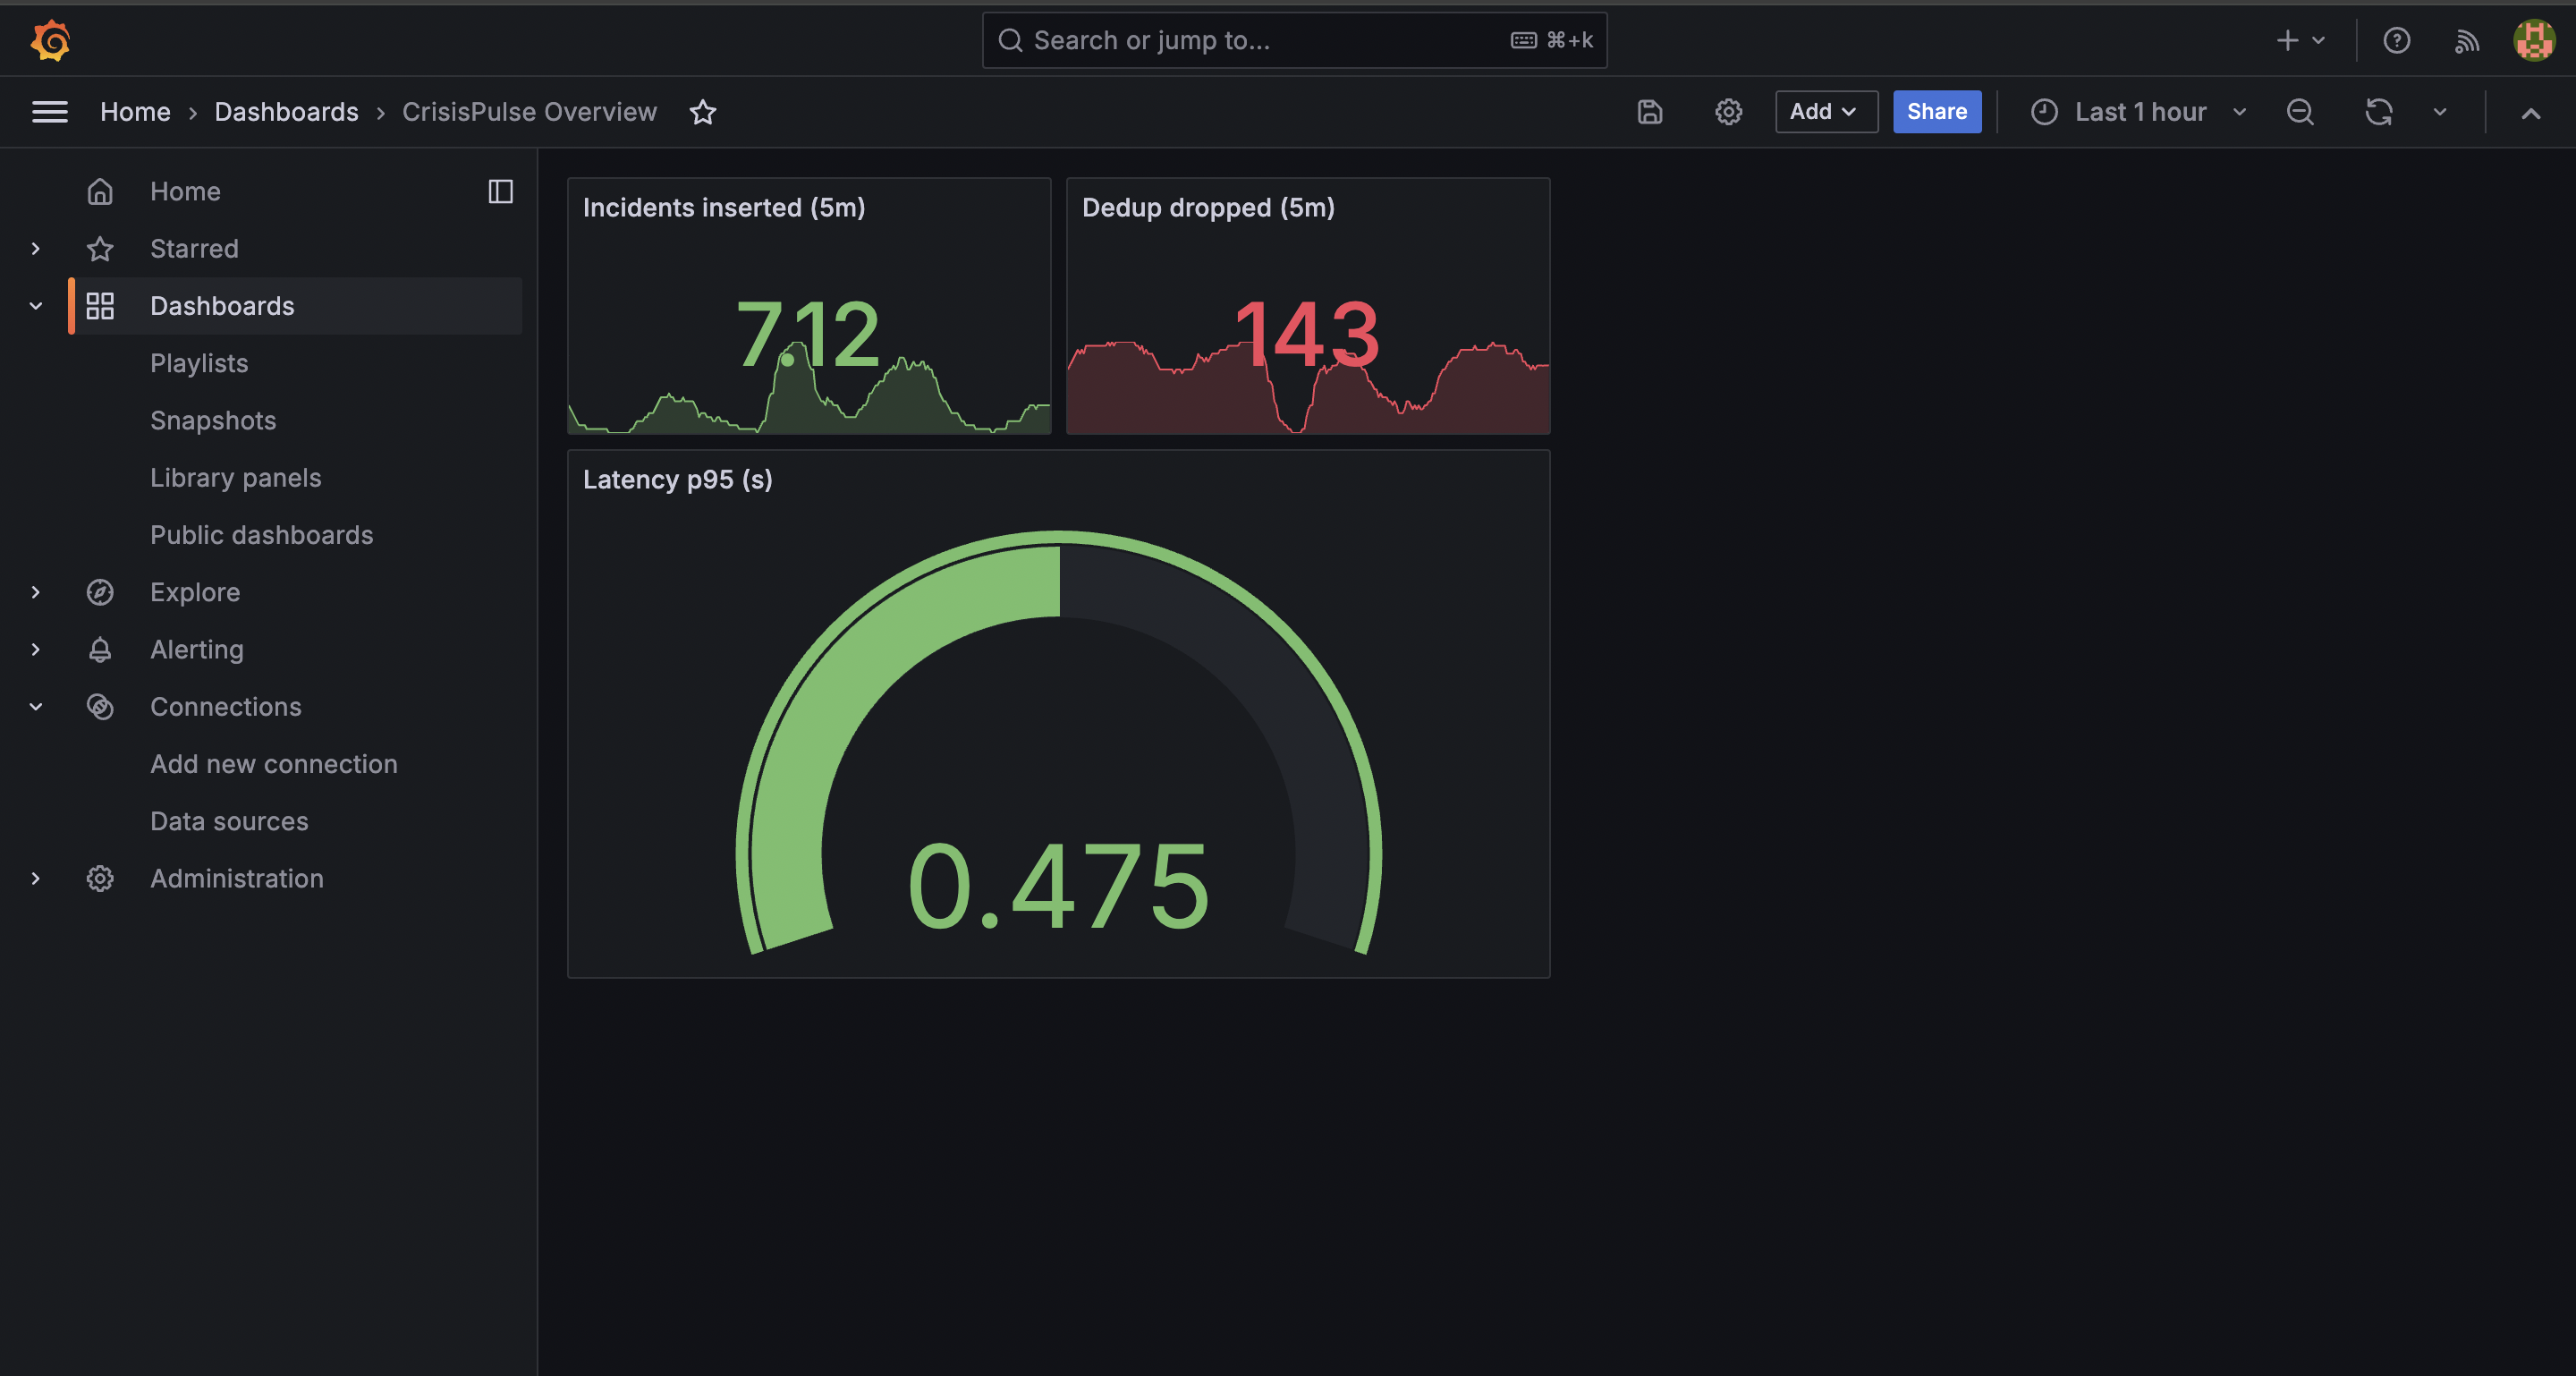 Search or jump to... ⌘+k
Home › Dashboards › CrisisPulse Overview
Add
Share
Last 1 hour
Home
Starred
Dashboards
Playlists
Snapshots
Library panels
Public dashboards
Explore
Alerting
Connections
Add new connection
Data sources
Administration
Incidents inserted (5m)
7.12
Dedup dropped (5m)
143
Latency p95 (s)
0.475